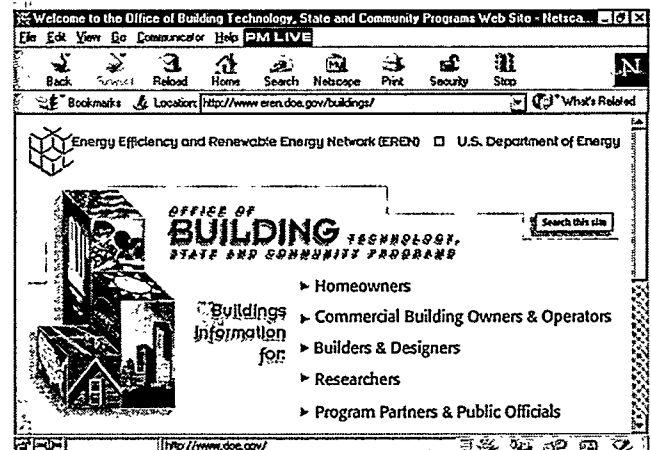 Welcome to the Office of Building Technology, State and Community Programs Web Site - Netsca...
File Edit View Go Communicator Help PM LIVE
Back Reload Home Search Netscape Print Security Stop
N
Bookmarks Location: http://www.eren.doe.gov/buildings/ What's Related
Energy Efficiency and Renewable Energy Network (EREN) U.S. Department of Energy
OFFICE OF
BUILDING TECHNOLOGY,
STATE AND COMMUNITY PROGRAMS
Search this site
Buildings
Information
for:
Homeowners
Commercial Building Owners & Operators
Builders & Designers
Researchers
Program Partners & Public Officials
http://www.doe.gov/